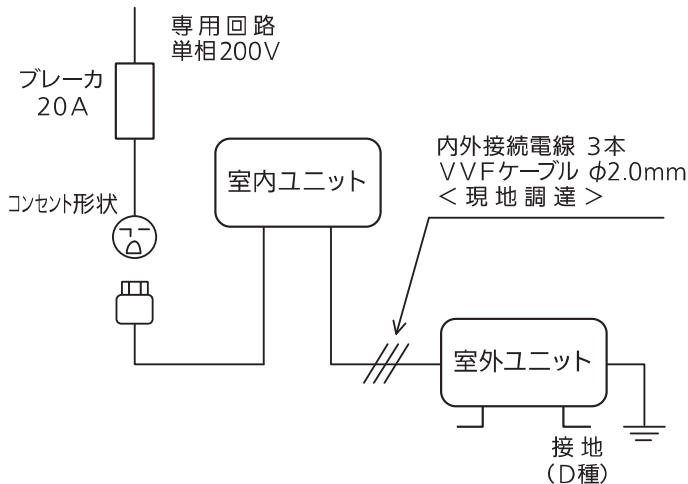 専用回路
単相200V
ブレーカ
20A
コンセント形状
室内ユニット
内外接続電線 3本
VVFケーブル φ2.0mm
<現地調達>
室外ユニット
接地
(D種)